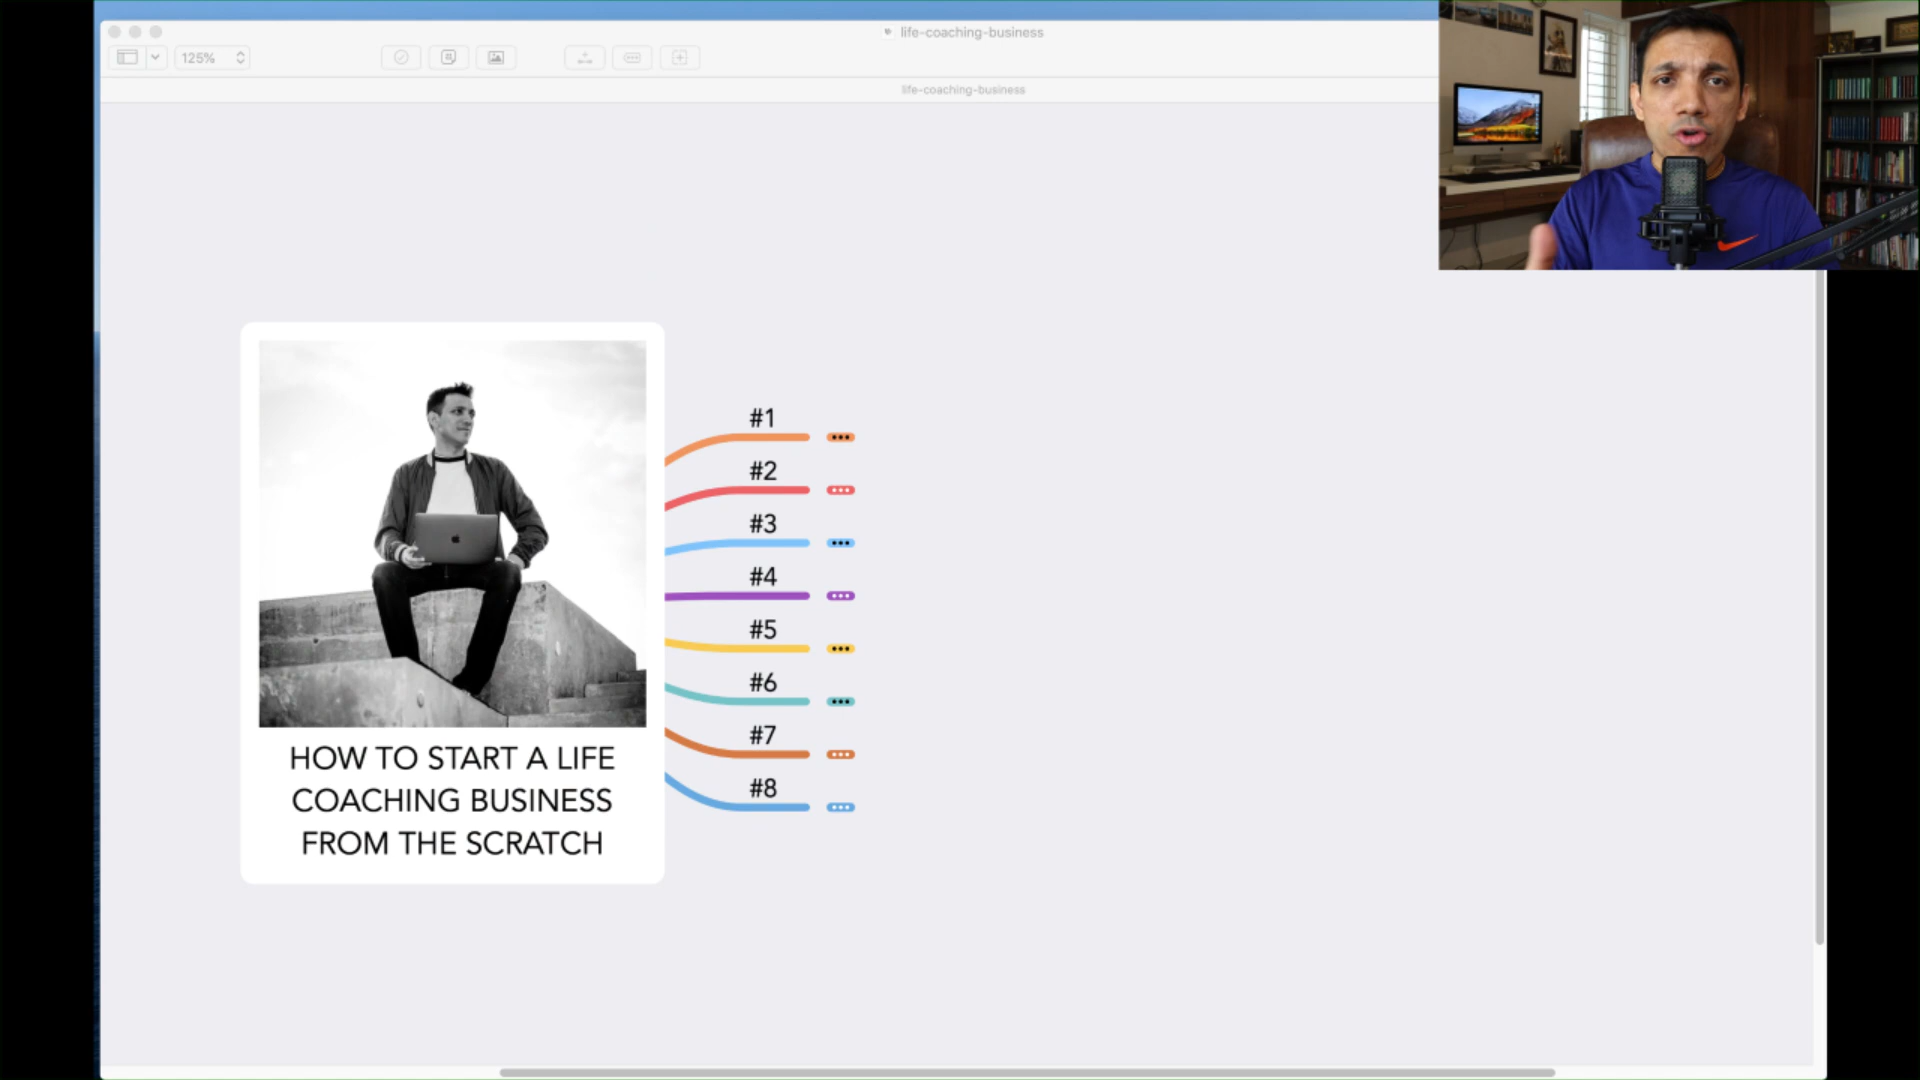 life-coaching-business
125%
life-coaching-business
#1
#2
#3
#4
#5
#6
#7
#8
HOW TO START A LIFE
COACHING BUSINESS
FROM THE SCRATCH